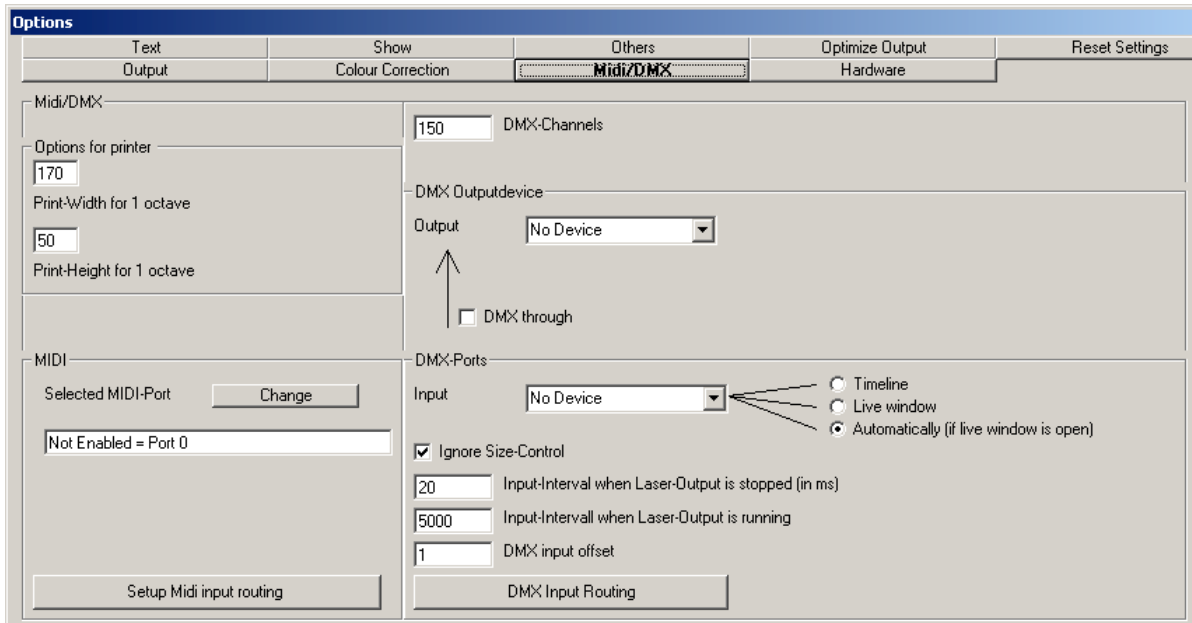 Options
Text Show Others Optimize Output Reset Settings
Output Colour Correction Midi/DMX Hardware
Midi/DMX
150 DMX-Channels
Options for printer
170
Print-Width for 1 octave
50
Print-Height for 1 octave
DMX Outputdevice
Output No Device
DMX through
MIDI
Selected MIDI-Port Change
Not Enabled = Port 0
Setup Midi input routing
DMX-Ports
Input No Device
Timeline
Live window
Automatically (if live window is open)
Ignore Size-Control
20 Input-Interval when Laser-Output is stopped (in ms)
5000 Input-Intervall when Laser-Output is running
1 DMX input offset
DMX Input Routing